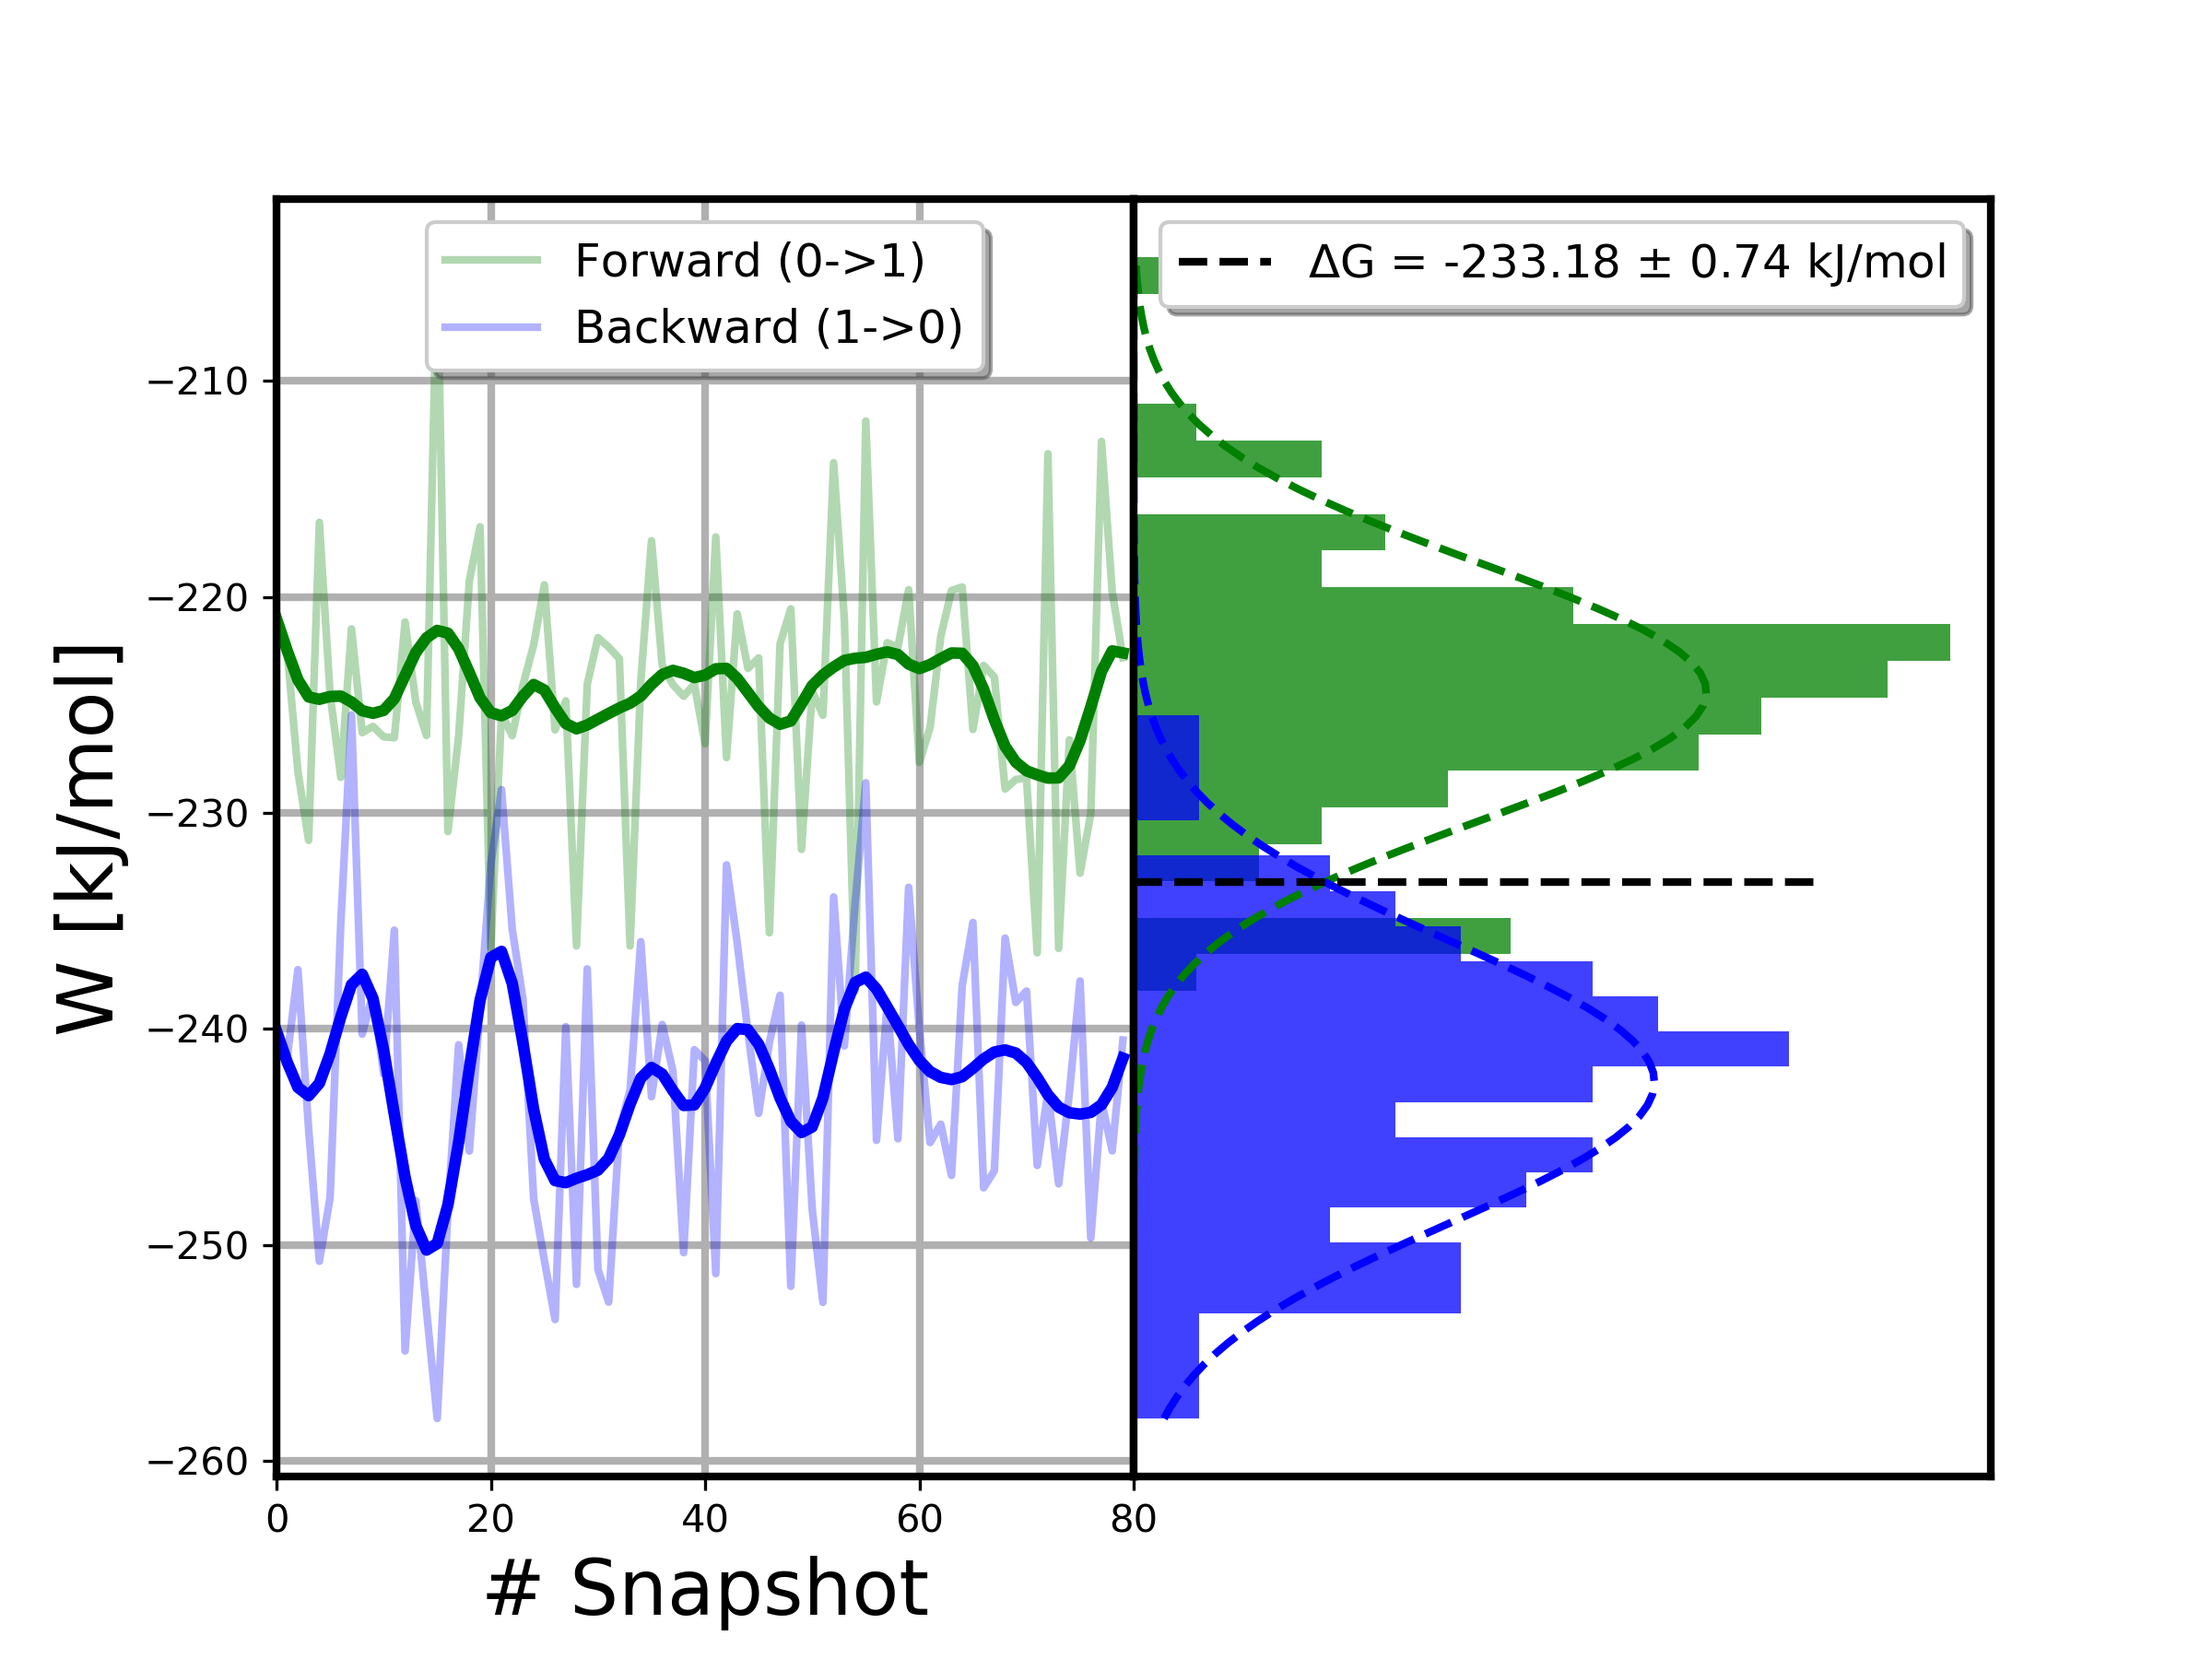 Forward (0->1)
Backward (1->0)
ΔG = -233.18 ± 0.74 kJ/mol
W [kJ/mol]
−210
−220
−230
−240
−250
−260
0 20 40 60 80
# Snapshot